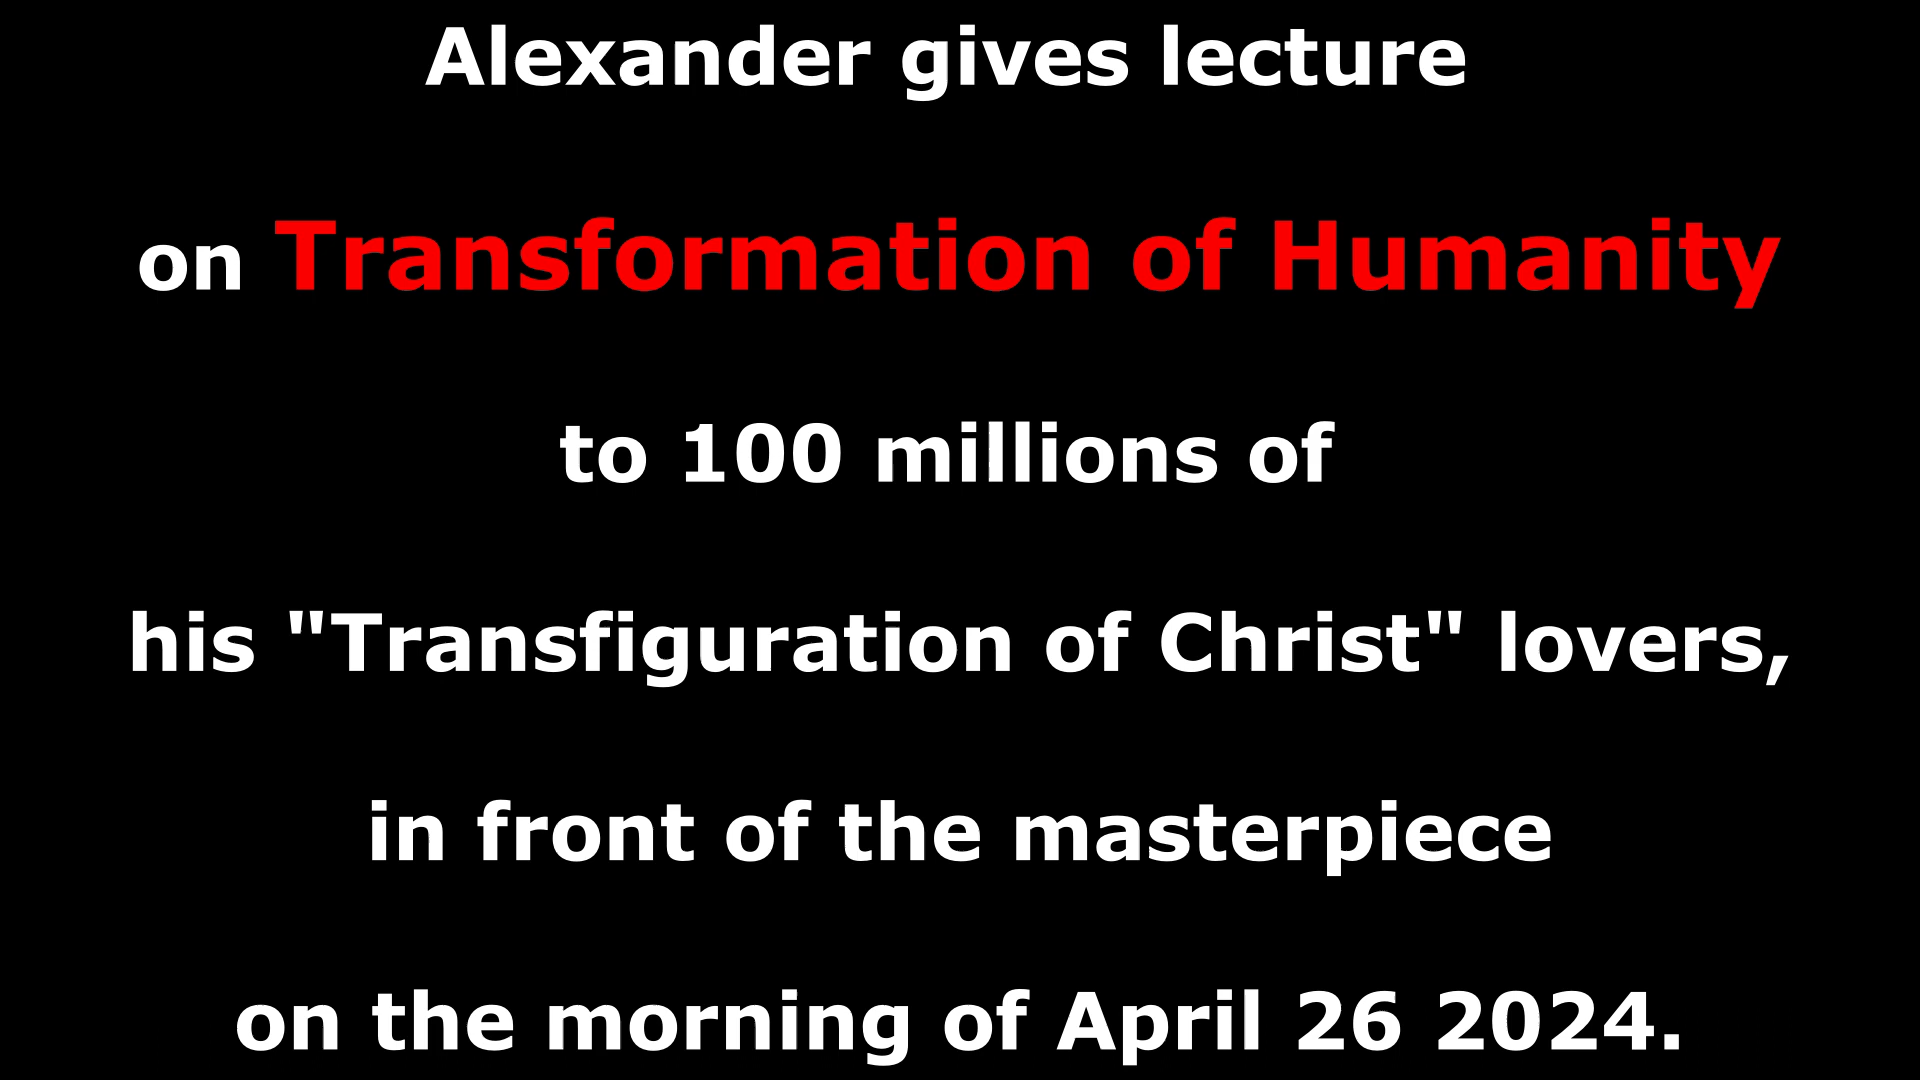 Alexander gives lecture
on Transformation of Humanity
to 100 millions of
his "Transfiguration of Christ" lovers,
in front of the masterpiece
on the morning of April 26 2024.